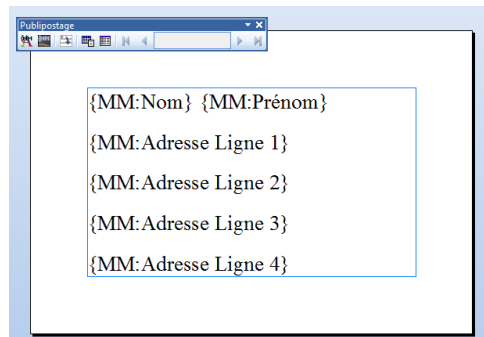 Publipostage
{MM:Nom} {MM:Prénom}
{MM:Adresse Ligne 1}
{MM:Adresse Ligne 2}
{MM:Adresse Ligne 3}
{MM:Adresse Ligne 4}